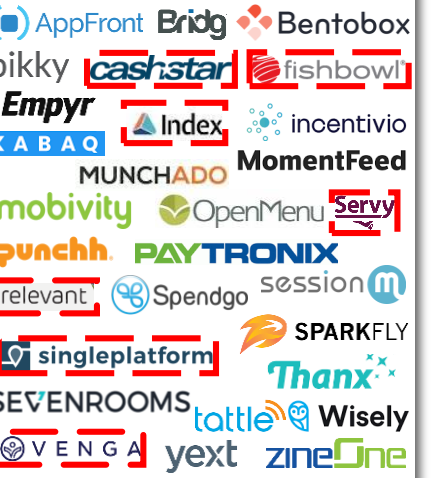 AppFront Bridg Bentobox
bikky cashstar fishbowl
Empyr Index incentivio
KABAQ MomentFeed
MUNCHADO
mobivity OpenMenu Servy
punchh. PAYTRONIX
relevant Spendgo session m
SPARKFLY
singleplatform Thanx
SEVENROOMS
tattle Wisely
VENGA yext zineOne